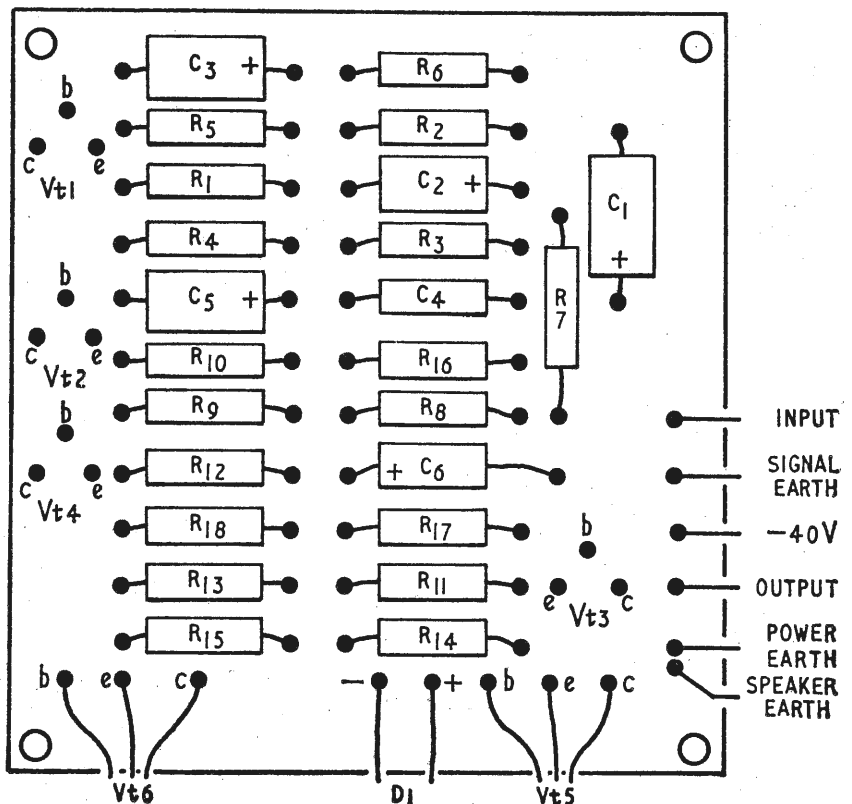 C3 +
R6
b
R5
R2
c e
Vt1
R1
C2 +
C1
+
R4
R3
b
C5 +
C4
R7
c e
Vt2
R10
R16
b
R9
R8
INPUT
c e
Vt4
R12
+ C6
SIGNAL
EARTH
R18
R17
b
-40V
R13
R11
e c
Vt3
OUTPUT
R15
R14
POWER
EARTH
b e c
- +
b e c
SPEAKER
EARTH
Vt6
D1
Vt5